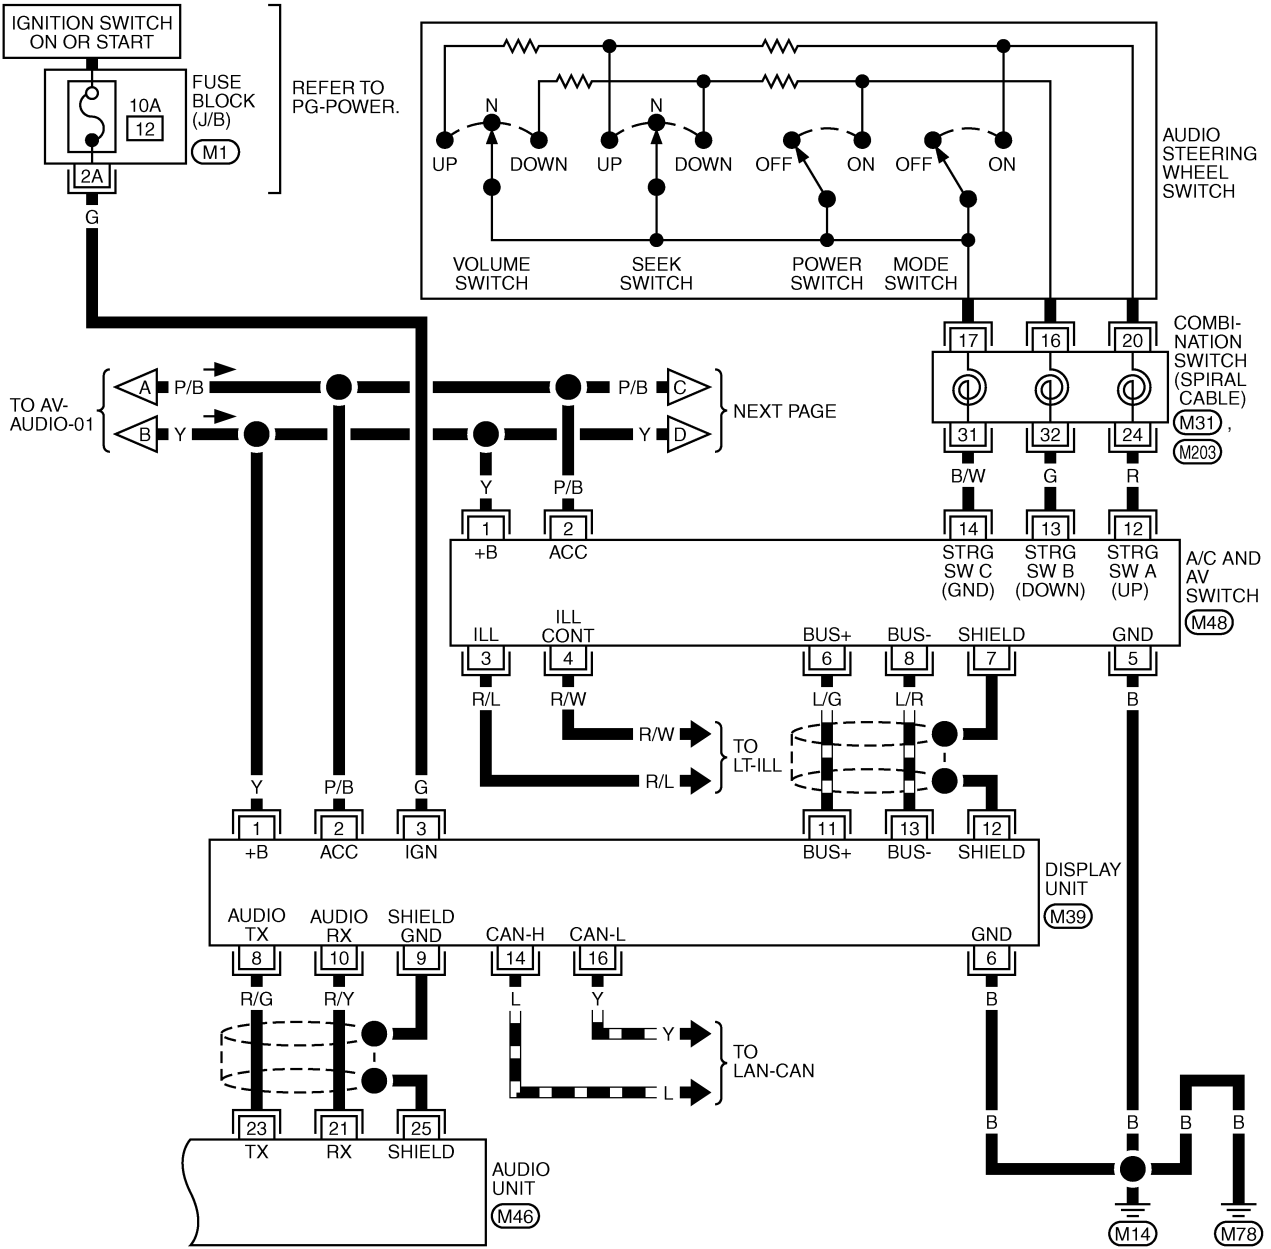 IGNITION SWITCH
ON OR START
FUSE
BLOCK
(J/B)
10A
12
M1
2A
G
REFER TO
PG-POWER.
N
N
UP
DOWN
UP
DOWN
OFF
ON
OFF
ON
VOLUME
SWITCH
SEEK
SWITCH
POWER
SWITCH
MODE
SWITCH
AUDIO
STEERING
WHEEL
SWITCH
17
16
20
COMBI-
NATION
SWITCH
(SPIRAL
CABLE)
M31 ,
M203
31
32
24
B/W
G
R
TO AV-
AUDIO-01
A
P/B
P/B
C
B
Y
Y
D
NEXT PAGE
Y
P/B
1
2
14
13
12
+B
ACC
STRG
SW C
(GND)
STRG
SW B
(DOWN)
STRG
SW A
(UP)
A/C AND
AV
SWITCH
M48
ILL
ILL
CONT
BUS+
BUS-
SHIELD
GND
3
4
6
8
7
5
R/L
R/W
L/G
L/R
B
R/W
R/L
TO
LT-ILL
Y
P/B
G
1
2
3
11
13
12
+B
ACC
IGN
BUS+
BUS-
SHIELD
DISPLAY
UNIT
M39
AUDIO
TX
AUDIO
RX
SHIELD
GND
CAN-H
CAN-L
GND
8
10
9
14
16
6
R/G
R/Y
L
Y
B
Y
L
TO
LAN-CAN
23
21
25
TX
RX
SHIELD
AUDIO
UNIT
M46
B
B
B
B
M14
M78